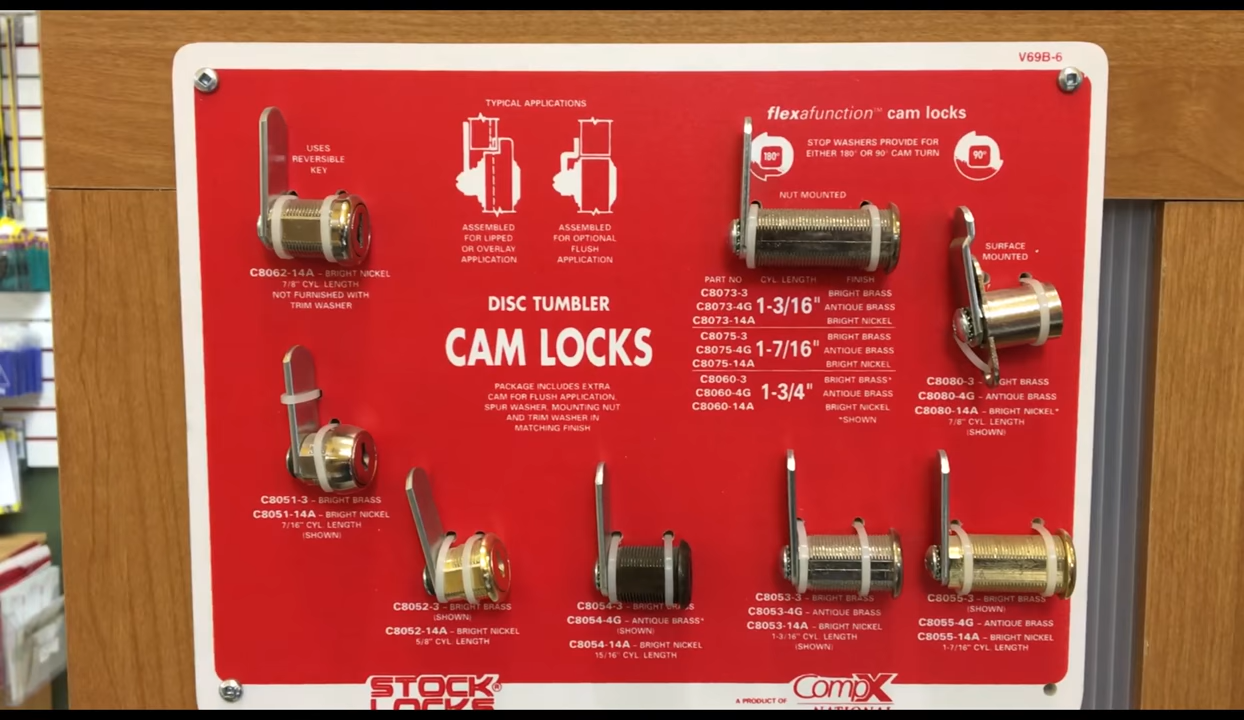 V69B-6
TYPICAL APPLICATIONS
USES
REVERSIBLE
KEY
ASSEMBLED
FOR LIPPED
OR OVERLAY
APPLICATION
ASSEMBLED
FOR OPTIONAL
FLUSH
APPLICATION
flexafunction™ cam locks
180°
STOP WASHERS PROVIDE FOR
EITHER 180° OR 90° CAM TURN
90°
NUT MOUNTED
SURFACE
MOUNTED
C8062-14A – BRIGHT NICKEL
7/8" CYL. LENGTH
NOT FURNISHED WITH
TRIM WASHER
DISC TUMBLER
CAM LOCKS
PACKAGE INCLUDES EXTRA
CAM FOR FLUSH APPLICATION,
SPUR WASHER, MOUNTING NUT
AND TRIM WASHER IN
MATCHING FINISH
PART NO CYL. LENGTH FINISH
C8073-3 BRIGHT BRASS
C8073-4G 1-3/16" ANTIQUE BRASS
C8073-14A BRIGHT NICKEL
C8075-3 BRIGHT BRASS
C8075-4G 1-7/16" ANTIQUE BRASS
C8075-14A BRIGHT NICKEL
C8060-3 BRIGHT BRASS*
C8060-4G 1-3/4" ANTIQUE BRASS
C8060-14A BRIGHT NICKEL
*SHOWN
C8080-3 – BRIGHT BRASS
C8080-4G – ANTIQUE BRASS
C8080-14A – BRIGHT NICKEL*
7/8" CYL. LENGTH
(SHOWN)
C8051-3 – BRIGHT BRASS
C8051-14A – BRIGHT NICKEL
7/16" CYL. LENGTH
(SHOWN)
C8052-3 – BRIGHT BRASS
(SHOWN)
C8052-14A – BRIGHT NICKEL
5/8" CYL. LENGTH
C8054-3 – BRIGHT BRASS
C8054-4G – ANTIQUE BRASS*
(SHOWN)
C8054-14A – BRIGHT NICKEL
15/16" CYL. LENGTH
C8053-3 – BRIGHT BRASS
C8053-4G – ANTIQUE BRASS
C8053-14A – BRIGHT NICKEL
1-3/16" CYL. LENGTH
(SHOWN)
C8055-3 – BRIGHT BRASS
(SHOWN)
C8055-4G – ANTIQUE BRASS
C8055-14A – BRIGHT NICKEL
1-7/16" CYL. LENGTH
STOCK®
LOCKS
A PRODUCT OF CompX
NATIONAL